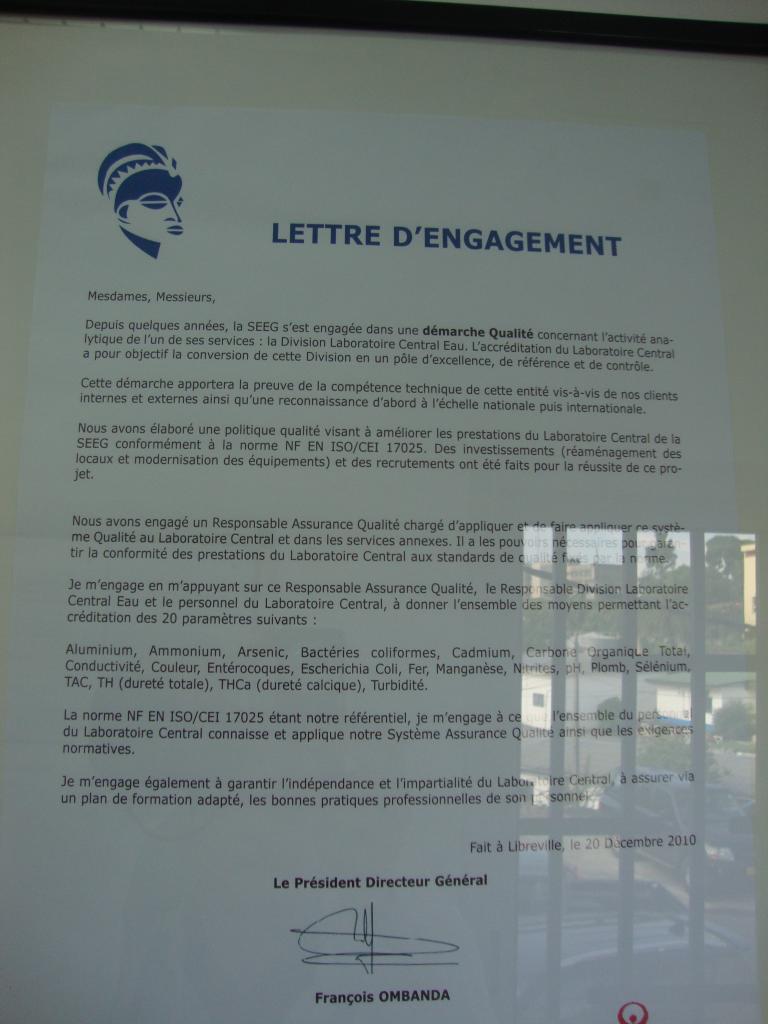 LETTRE D'ENGAGEMENT
Mesdames, Messieurs,
Depuis quelques années, la SEEG s'est engagée dans une démarche Qualité concernant l'activité ana-
lytique de l'un de ses services : la Division Laboratoire Central Eau. L'accréditation du Laboratoire Central
a pour objectif la conversion de cette Division en un pôle d'excellence, de référence et de contrôle.
Cette démarche apportera la preuve de la compétence technique de cette entité vis-à-vis de nos clients
internes et externes ainsi qu'une reconnaissance d'abord à l'échelle nationale puis internationale.
Nous avons élaboré une politique qualité visant à améliorer les prestations du Laboratoire Central de la
SEEG conformément à la norme NF EN ISO/CEI 17025. Des investissements (réaménagement des
locaux et modernisation des équipements) et des recrutements ont été faits pour la réussite de ce pro-
jet.
Nous avons engagé un Responsable Assurance Qualité chargé d'appliquer et de faire appliquer ce systè-
me Qualité au Laboratoire Central et dans les services annexes. Il a les pouvoirs nécessaires pour garan-
tir la conformité des prestations du Laboratoire Central aux standards de qualité fixés par la norme.
Je m'engage en m'appuyant sur ce Responsable Assurance Qualité, le Responsable Division Laboratoire
Central Eau et le personnel du Laboratoire Central, à donner l'ensemble des moyens permettant l'ac-
créditation des 20 paramètres suivants :
Aluminium, Ammonium, Arsenic, Bactéries coliformes, Cadmium, Carbone Organique Total,
Conductivité, Couleur, Entérocoques, Escherichia Coli, Fer, Manganèse, Nitrites, pH, Plomb, Sélénium,
TAC, TH (dureté totale), THCa (dureté calcique), Turbidité.
La norme NF EN ISO/CEI 17025 étant notre référentiel, je m'engage à ce que l'ensemble du personnel
du Laboratoire Central connaisse et applique notre Système Assurance Qualité ainsi que les exigences
normatives.
Je m'engage également à garantir l'indépendance et l'impartialité du Laboratoire Central, à assurer via
un plan de formation adapté, les bonnes pratiques professionnelles de son personnel.
Fait à Libreville, le 20 Décembre 2010
Le Président Directeur Général
François OMBANDA